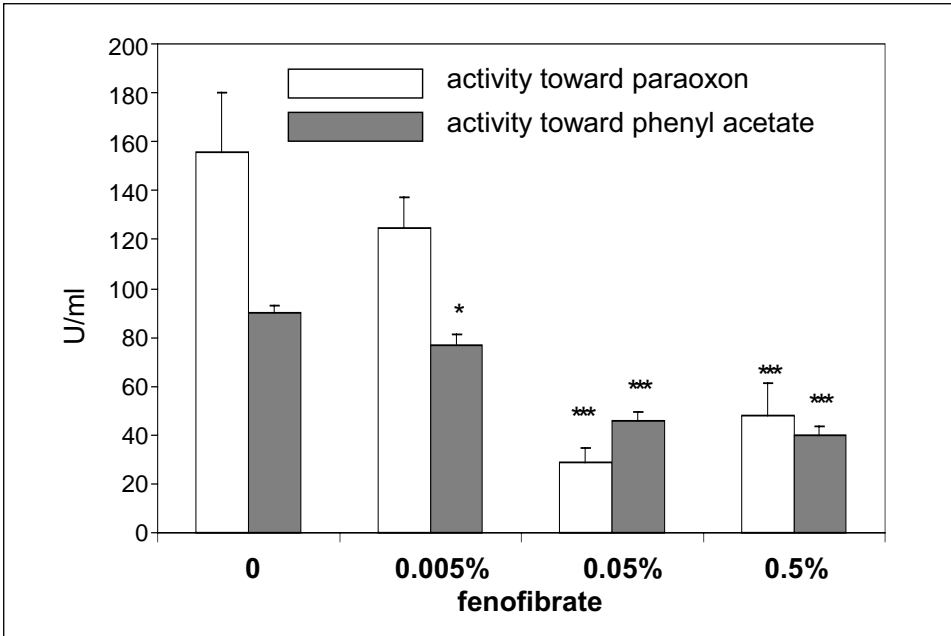 200
180
160
140
120
100
80
60
40
20
0
U/ml
activity toward paraoxon
activity toward phenyl acetate
*
*** *** *** ***
0 0.005% 0.05% 0.5%
fenofibrate